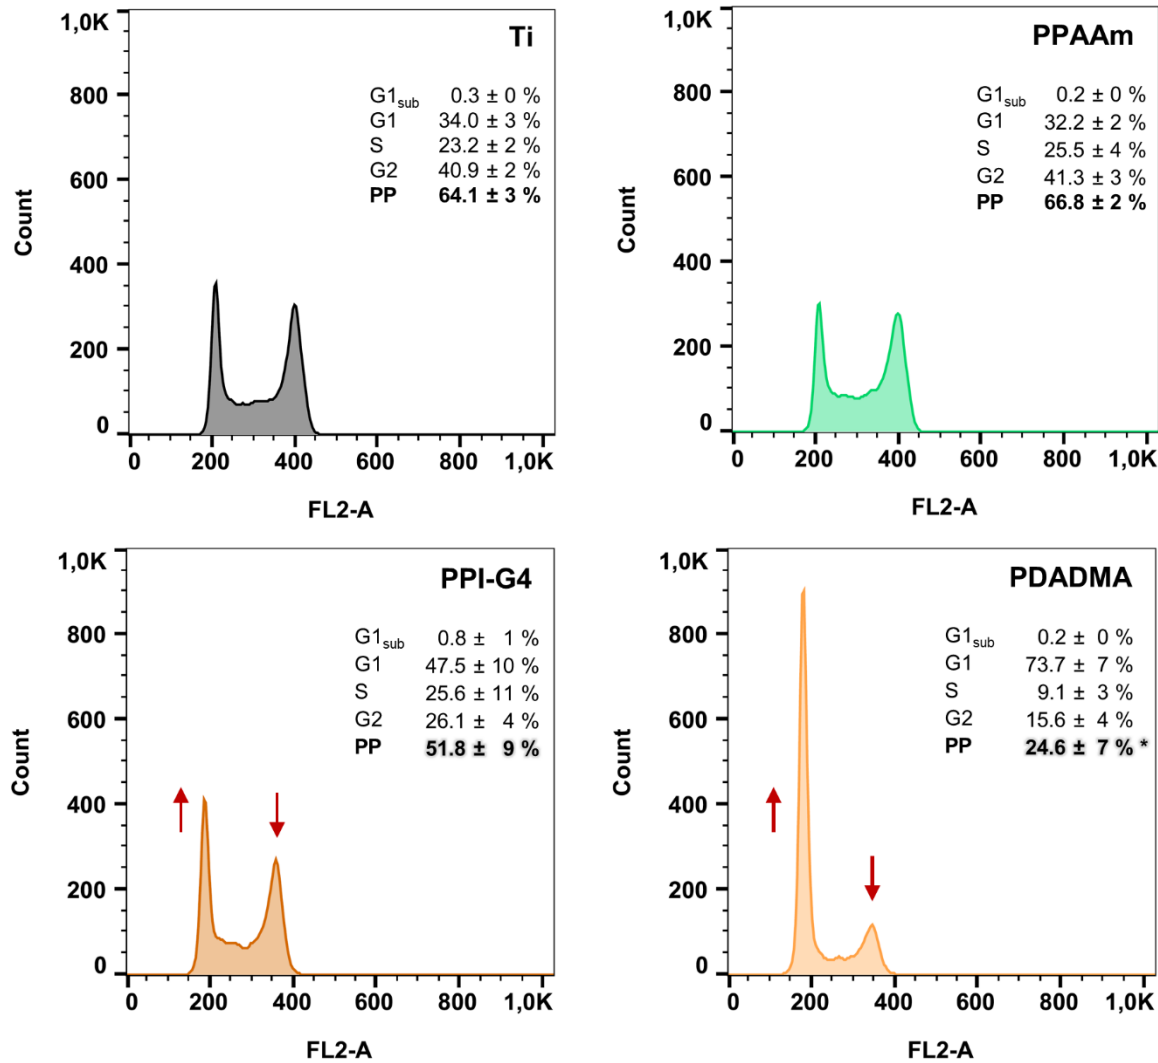 Ti
G1sub 0.3 ± 0 %
G1 34.0 ± 3 %
S 23.2 ± 2 %
G2 40.9 ± 2 %
PP 64.1 ± 3 %
Count
1,0K
800
600
400
200
0
0 200 400 600 800 1,0K
FL2-A
PPAAm
G1sub 0.2 ± 0 %
G1 32.2 ± 2 %
S 25.5 ± 4 %
G2 41.3 ± 3 %
PP 66.8 ± 2 %
Count
1,0K
800
600
400
200
0
0 200 400 600 800 1,0K
FL2-A
PPI-G4
G1sub 0.8 ± 1 %
G1 47.5 ± 10 %
S 25.6 ± 11 %
G2 26.1 ± 4 %
PP 51.8 ± 9 %
Count
1,0K
800
600
400
200
0
0 200 400 600 800 1,0K
FL2-A
PDADMA
G1sub 0.2 ± 0 %
G1 73.7 ± 7 %
S 9.1 ± 3 %
G2 15.6 ± 4 %
PP 24.6 ± 7 % *
Count
1,0K
800
600
400
200
0
0 200 400 600 800 1,0K
FL2-A